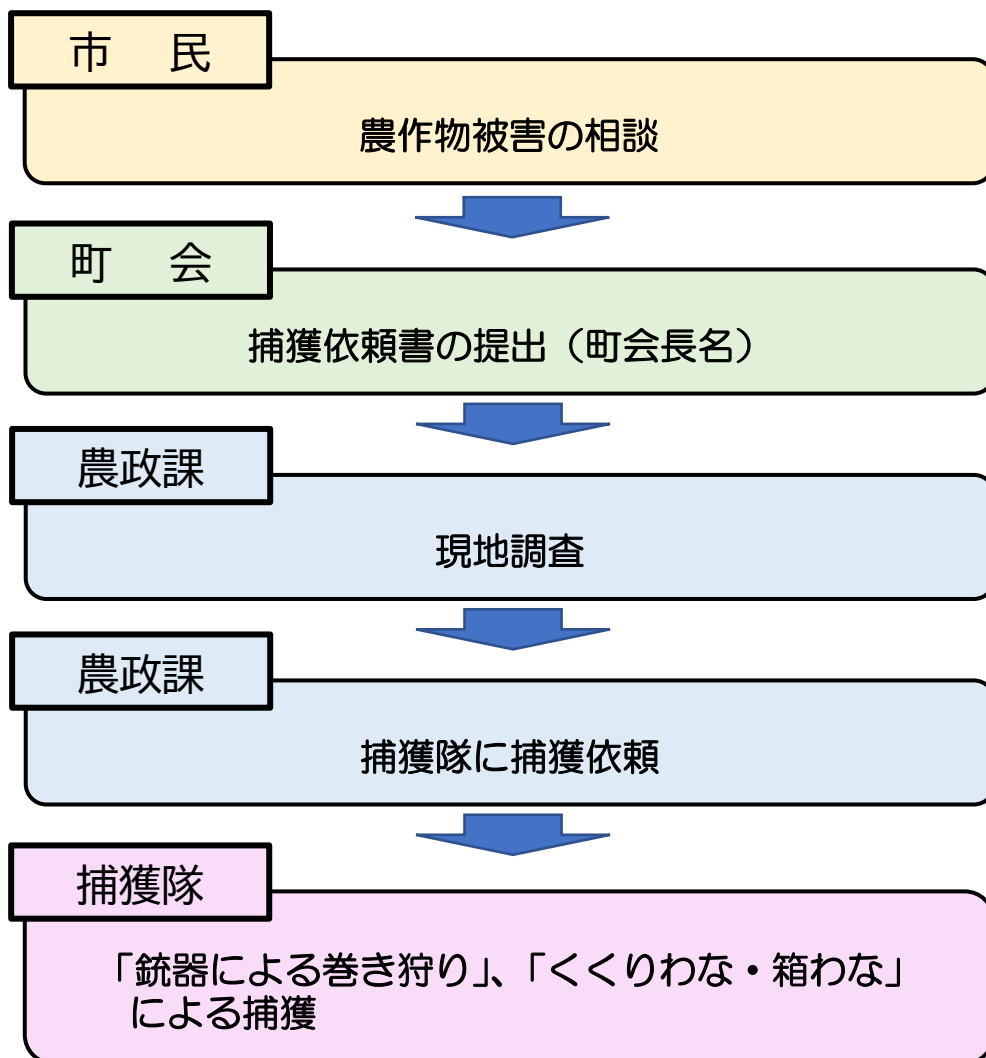 市　民
農作物被害の相談
町　会
捕獲依頼書の提出（町会長名）
農政課
現地調査
農政課
捕獲隊に捕獲依頼
捕獲隊
「銃器による巻き狩り」、「くくりわな・箱わな」
による捕獲